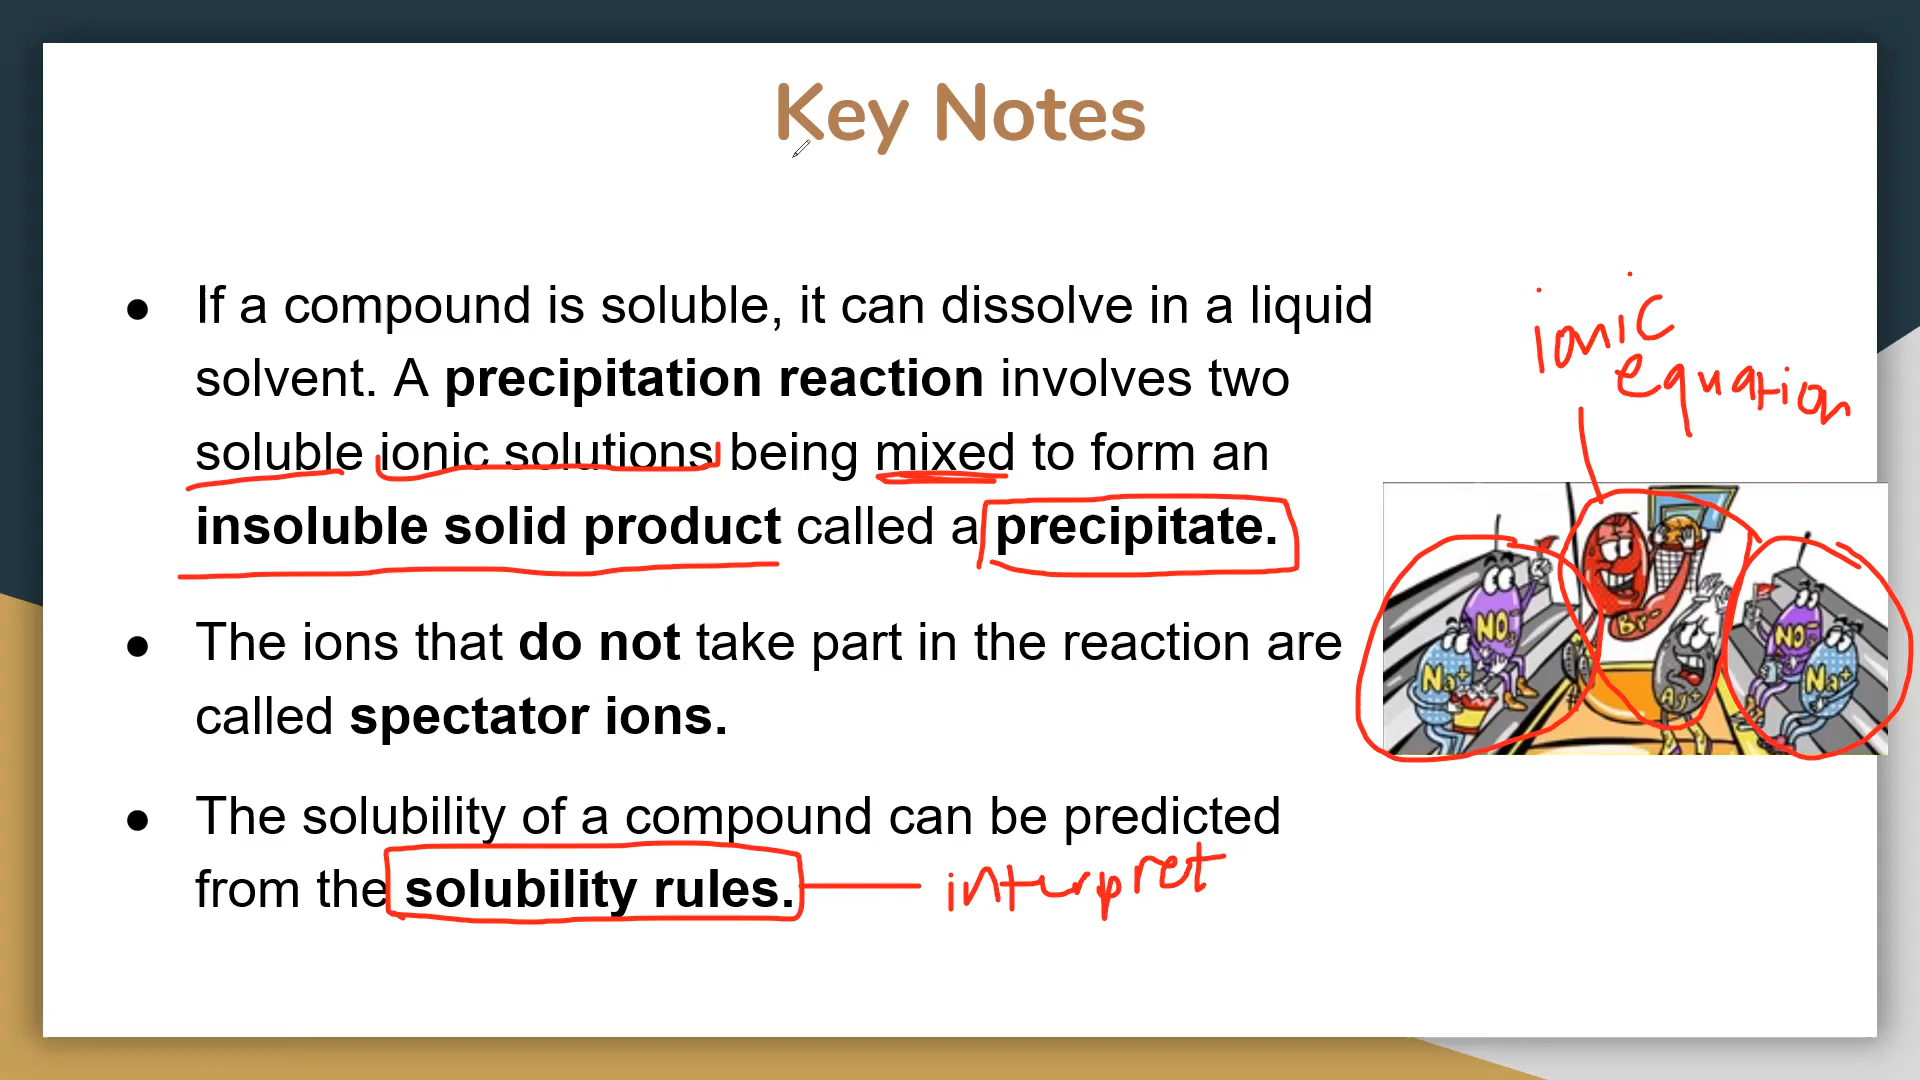 Key Notes
● If a compound is soluble, it can dissolve in a liquid
solvent. A precipitation reaction involves two
soluble ionic solutions being mixed to form an
insoluble solid product called a precipitate.
● The ions that do not take part in the reaction are
called spectator ions.
● The solubility of a compound can be predicted
from the solubility rules.
interpret
ionic
equation
NO₃⁻
Na⁺
Br⁻
Ag⁺
NO₃⁻
Na⁺